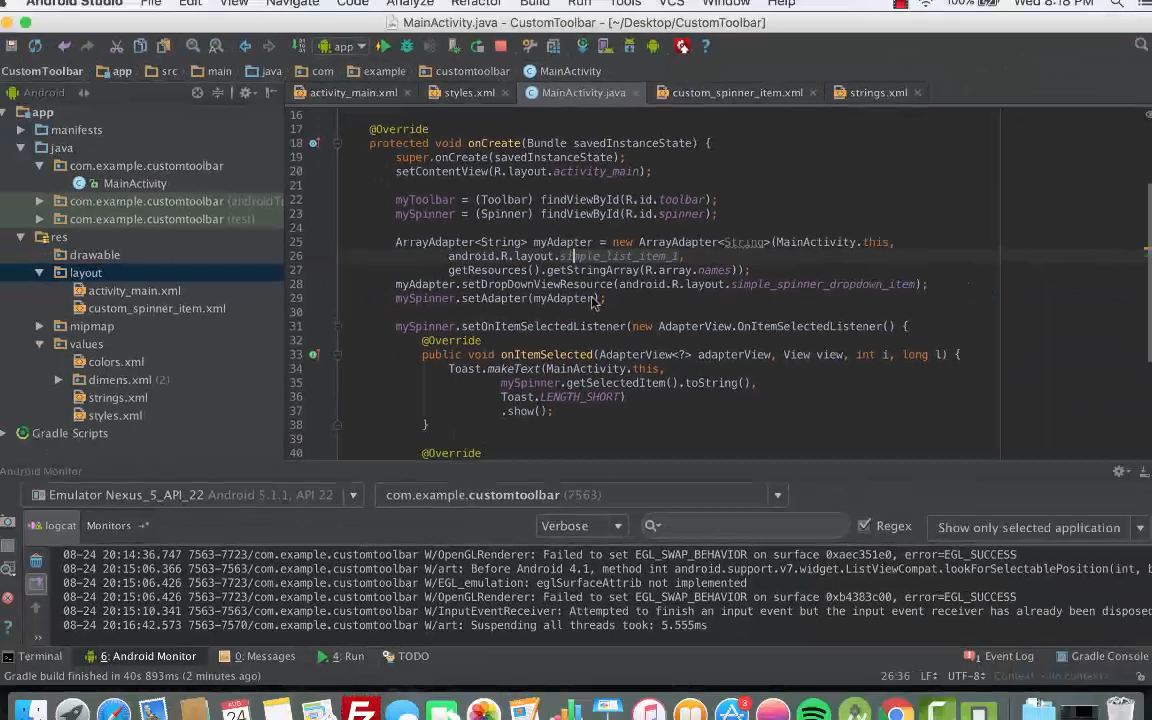 Android Studio File Edit View Navigate Code Analyze Refactor Build Run Tools VCS Window Help 100% Wed 8:18 PM
MainActivity.java - CustomToolbar - [~/Desktop/CustomToolbar]
app
CustomToolbar app src main java com example customtoolbar MainActivity
Android
activity_main.xml styles.xml MainActivity.java custom_spinner_item.xml strings.xml
app
manifests
java
com.example.customtoolbar
MainActivity
com.example.customtoolbar (androidT
com.example.customtoolbar (test)
res
drawable
layout
activity_main.xml
custom_spinner_item.xml
mipmap
values
colors.xml
dimens.xml (2)
strings.xml
styles.xml
Gradle Scripts
16
17 @Override
18 protected void onCreate(Bundle savedInstanceState) {
19 super.onCreate(savedInstanceState);
20 setContentView(R.layout.activity_main);
21
22 myToolbar = (Toolbar) findViewById(R.id.toolbar);
23 mySpinner = (Spinner) findViewById(R.id.spinner);
24
25 ArrayAdapter<String> myAdapter = new ArrayAdapter<String>(MainActivity.this,
26 android.R.layout.simple_list_item_1,
27 getResources().getStringArray(R.array.names));
28 myAdapter.setDropDownViewResource(android.R.layout.simple_spinner_dropdown_item);
29 mySpinner.setAdapter(myAdapter);
30
31 mySpinner.setOnItemSelectedListener(new AdapterView.OnItemSelectedListener() {
32 @Override
33 public void onItemSelected(AdapterView<?> adapterView, View view, int i, long l) {
34 Toast.makeText(MainActivity.this,
35 mySpinner.getSelectedItem().toString(),
36 Toast.LENGTH_SHORT)
37 .show();
38 }
39
40 @Override
Android Monitor
Emulator Nexus_5_API_22 Android 5.1.1, API 22 com.example.customtoolbar (7563)
logcat Monitors Verbose Regex Show only selected application
08-24 20:14:36.747 7563-7723/com.example.customtoolbar W/OpenGLRenderer: Failed to set EGL_SWAP_BEHAVIOR on surface 0xaec351e0, error=EGL_SUCCESS
08-24 20:15:06.366 7563-7563/com.example.customtoolbar W/art: Before Android 4.1, method int android.support.v7.widget.ListViewCompat.lookForSelectablePosition(int, b
08-24 20:15:06.426 7563-7723/com.example.customtoolbar W/EGL_emulation: eglSurfaceAttrib not implemented
08-24 20:15:06.426 7563-7723/com.example.customtoolbar W/OpenGLRenderer: Failed to set EGL_SWAP_BEHAVIOR on surface 0xb4383c00, error=EGL_SUCCESS
08-24 20:15:10.341 7563-7563/com.example.customtoolbar W/InputEventReceiver: Attempted to finish an input event but the input event receiver has already been disposed
08-24 20:16:42.573 7563-7570/com.example.customtoolbar W/art: Suspending all threads took: 5.555ms
Terminal 6: Android Monitor 0: Messages 4: Run TODO 1 Event Log Gradle Console
Gradle build finished in 40s 893ms (2 minutes ago) 26:36 LF UTF-8 Context: <no context>
AUG 24 3